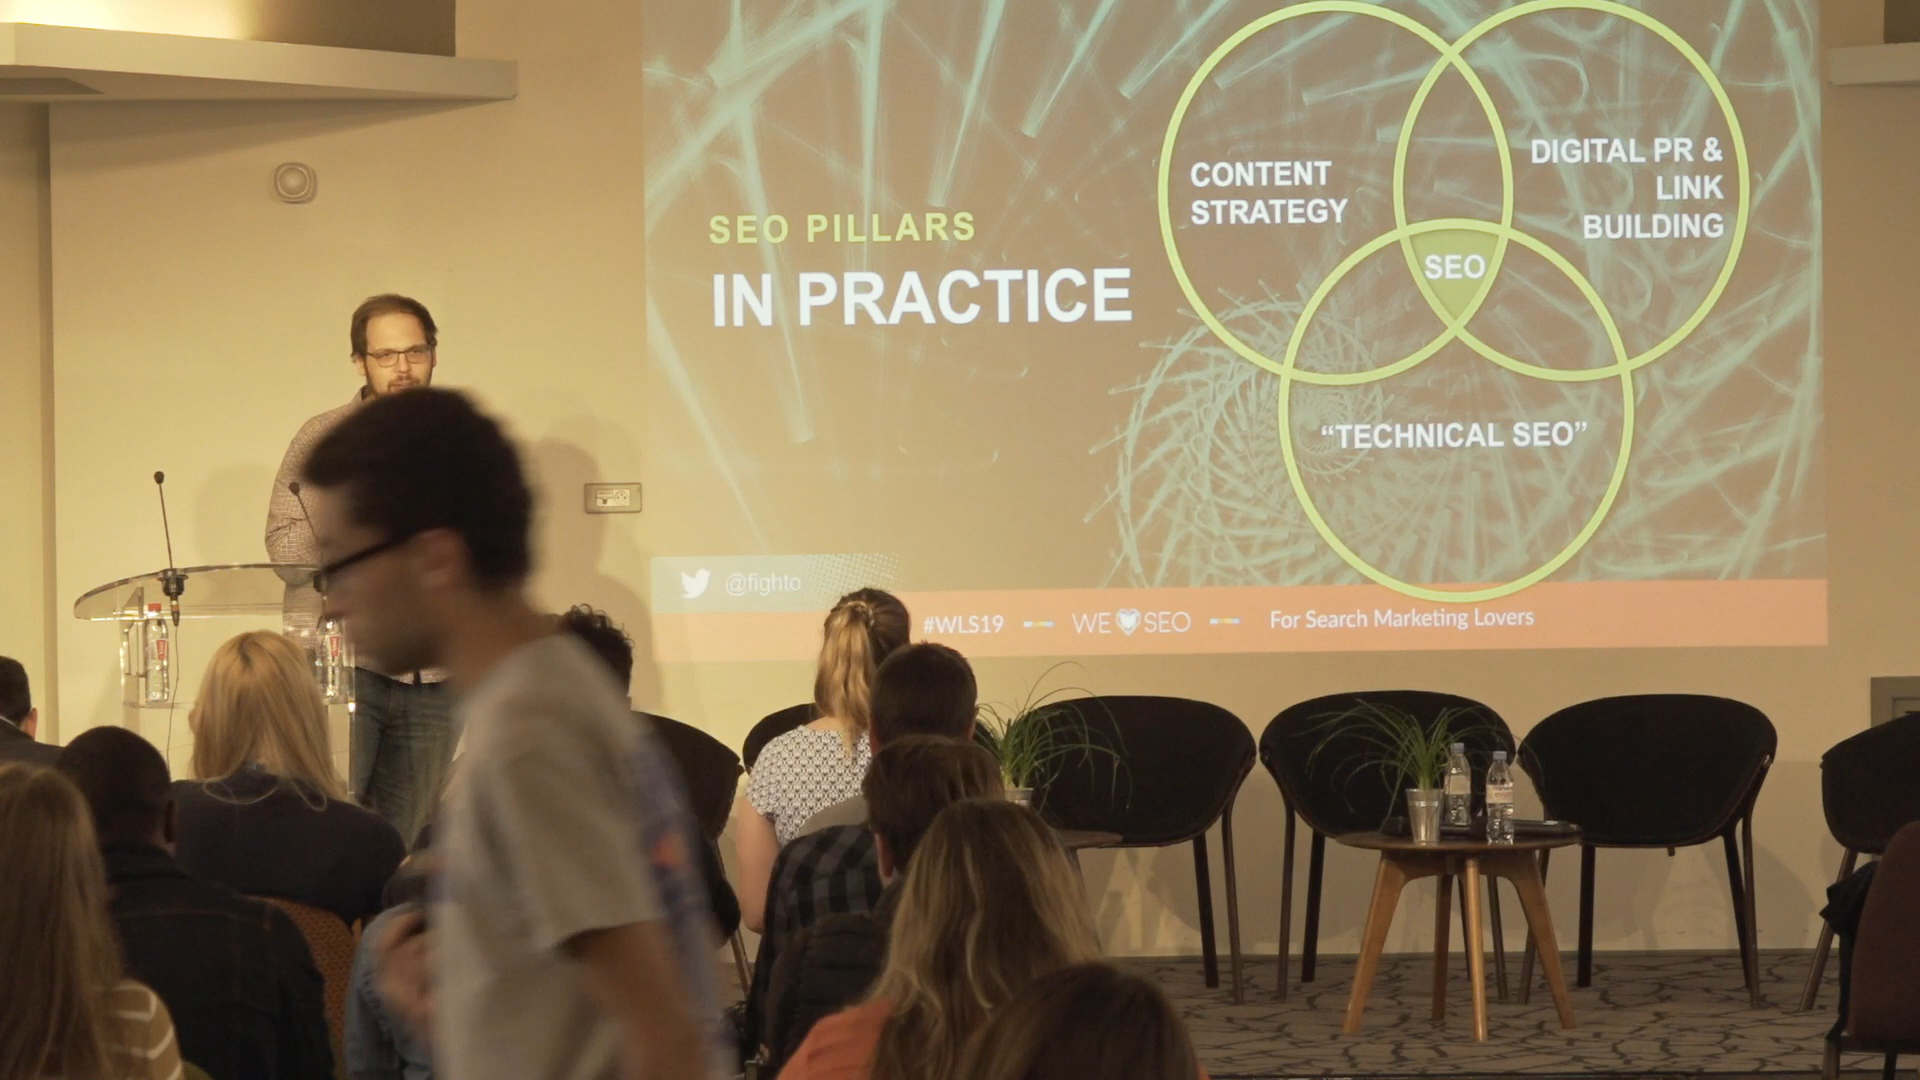 SEO PILLARS
IN PRACTICE
CONTENT
STRATEGY
DIGITAL PR &
LINK
BUILDING
SEO
“TECHNICAL SEO”
@fighto
#WLS19 WE SEO For Search Marketing Lovers